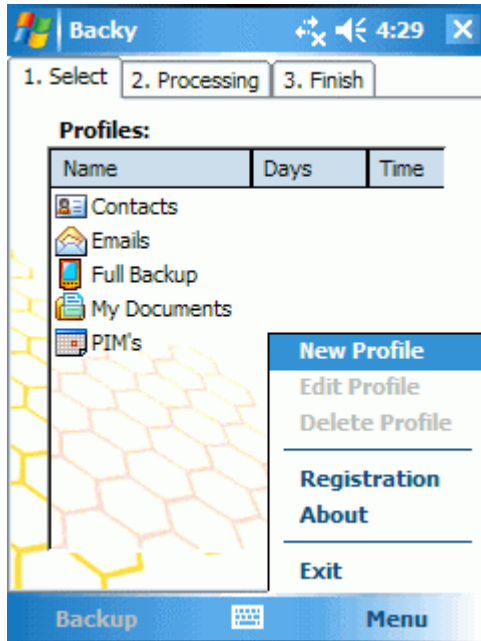 Backy 4:29
1. Select 2. Processing 3. Finish
Profiles:
Name Days Time
Contacts
Emails
Full Backup
My Documents
PIM's
New Profile
Edit Profile
Delete Profile
Registration
About
Exit
Backup Menu